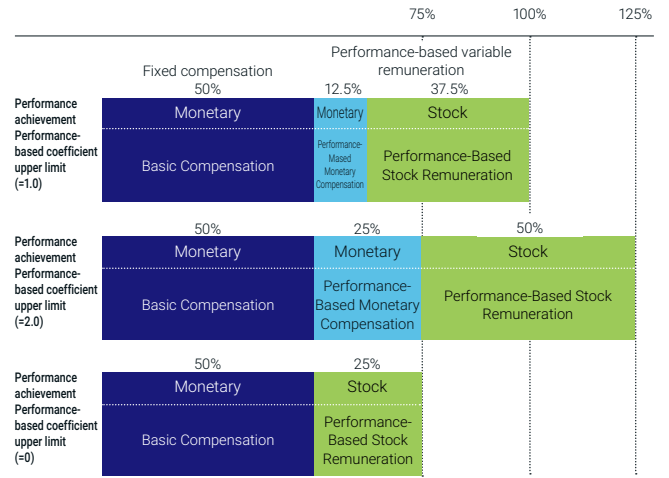 75%
100%
125%
Performance-based variable
remuneration
Fixed compensation
50%
12.5%
37.5%
Performance
achievement
Performance-
based coefficient
upper limit
(=1.0)
Monetary
Monetary
Stock
Basic Compensation
Performance-
Mased
Monetary
Compensation
Performance-Based
Stock Remuneration
50%
25%
50%
Performance
achievement
Performance-
based coefficient
upper limit
(=2.0)
Monetary
Monetary
Stock
Basic Compensation
Performance-
Based Monetary
Compensation
Performance-Based Stock
Remuneration
50%
25%
Performance
achievement
Performance-
based coefficient
upper limit
(=0)
Monetary
Stock
Basic Compensation
Performance-
Based Stock
Remuneration